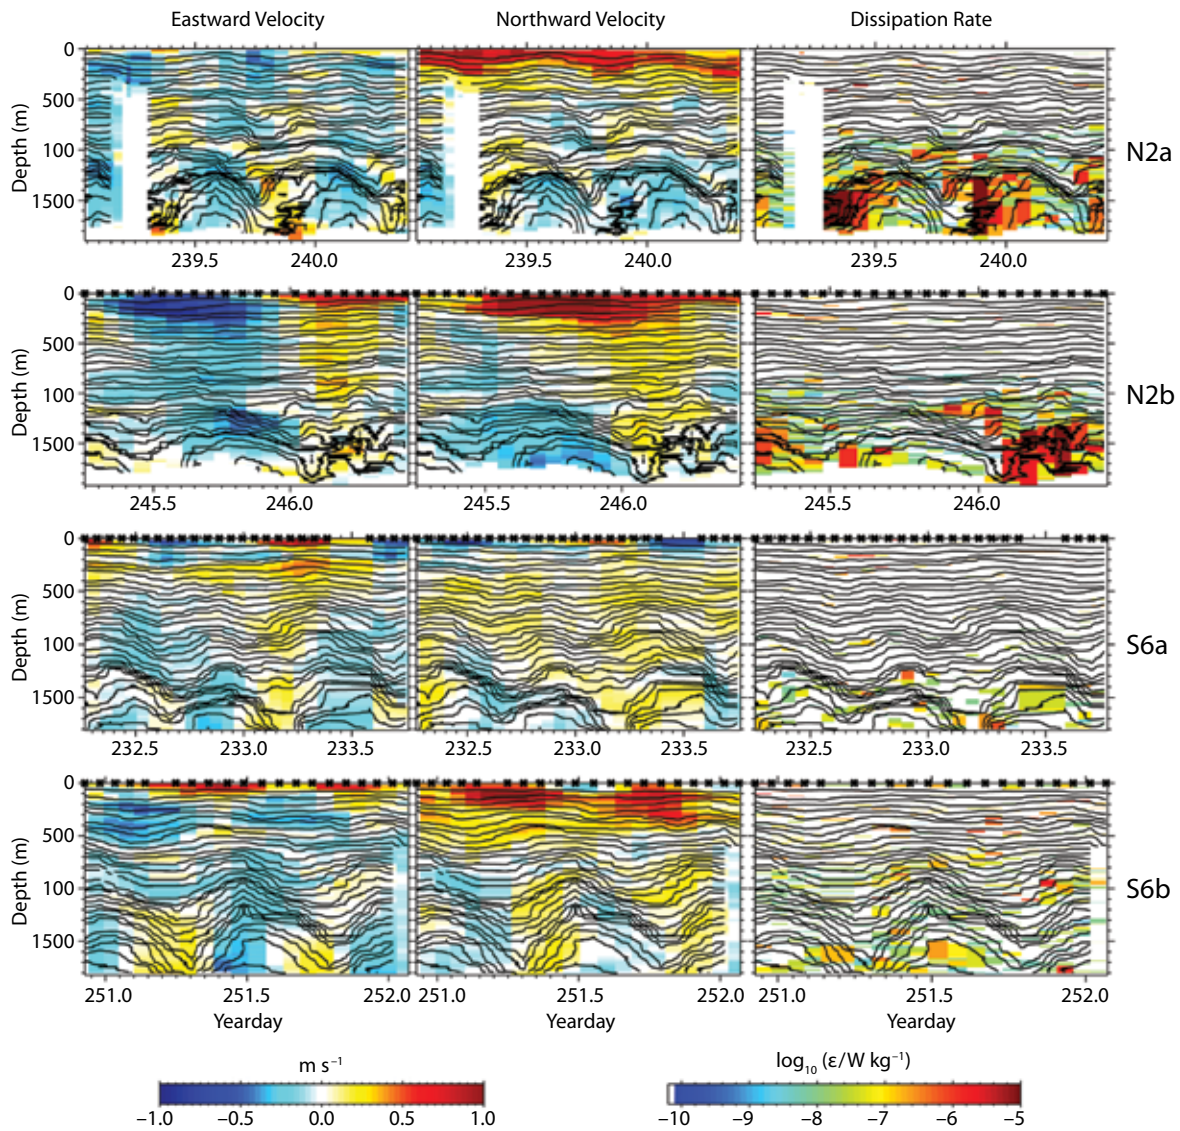 Eastward Velocity Northward Velocity Dissipation Rate
0
500
100
1500
Depth (m)
239.5 240.0 239.5 240.0 239.5 240.0
N2a
0
500
100
1500
Depth (m)
245.5 246.0 245.5 246.0 245.5 246.0
N2b
0
500
100
1500
Depth (m)
232.5 233.0 233.5 232.5 233.0 233.5 232.5 233.0 233.5
S6a
0
500
100
1500
Depth (m)
251.0 251.5 252.0 251.0 251.5 252.0 251.0 251.5 252.0
S6b
Yearday Yearday Yearday
m s⁻¹
−1.0 −0.5 0.0 0.5 1.0
log₁₀ (ε/W kg⁻¹)
−10 −9 −8 −7 −6 −5